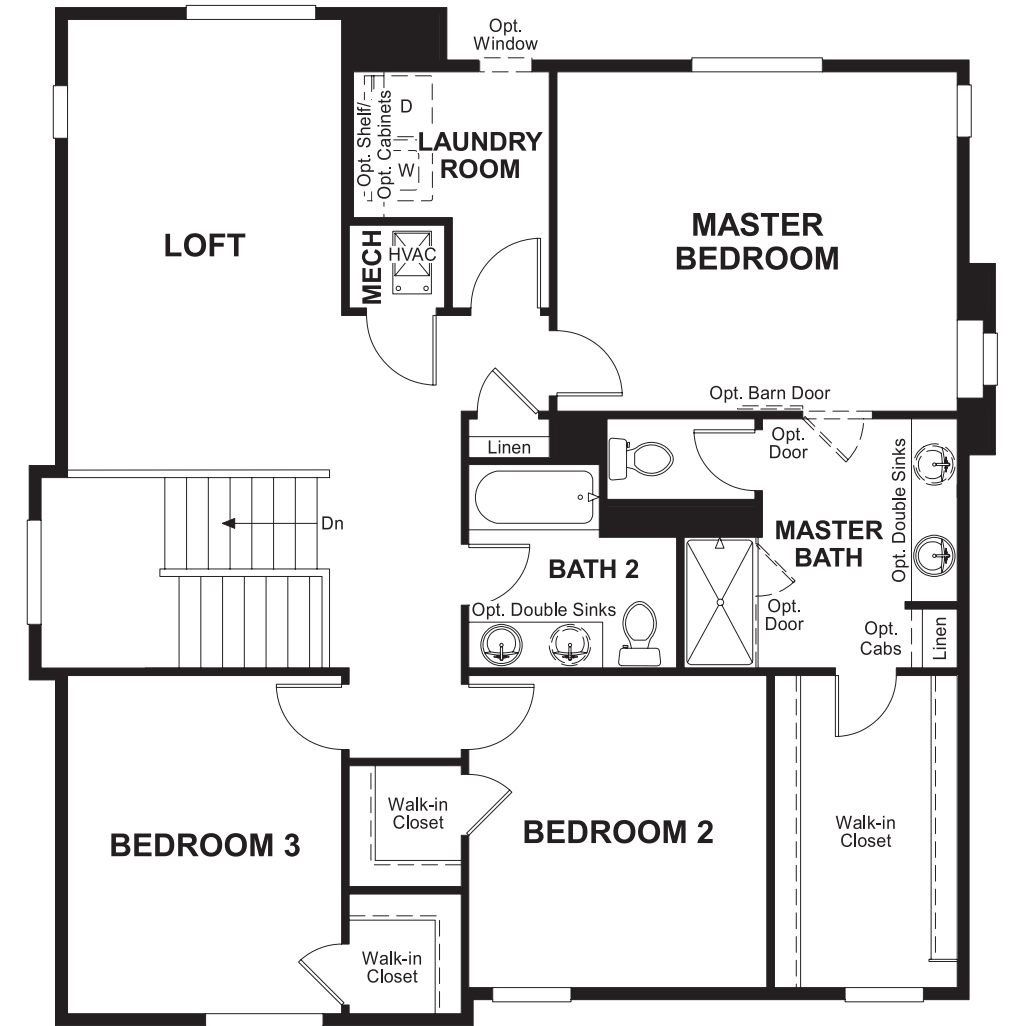 Opt.
Window
Opt. Shelf/
Opt. Cabinets
D
W
LAUNDRY
ROOM
LOFT
MECH
HVAC
MASTER
BEDROOM
Opt. Barn Door
Linen
Opt.
Door
Opt. Double Sinks
Dn
MASTER
BATH
BATH 2
Opt. Double Sinks
Opt.
Door
Opt.
Cabs
Linen
Walk-in
Closet
BEDROOM 3
BEDROOM 2
Walk-in
Closet
Walk-in
Closet